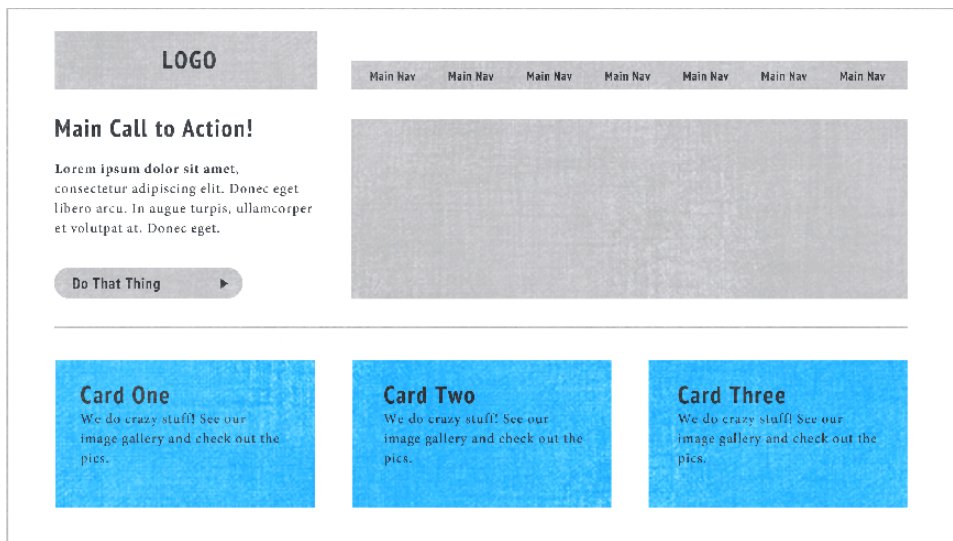 LOGO
Main Nav Main Nav Main Nav Main Nav Main Nav Main Nav Main Nav
Main Call to Action!
Lorem ipsum dolor sit amet,
consectetur adipiscing elit. Donec eget
libero arcu. In augue turpis, ullamcorper
et volutpat at. Donec eget.
Do That Thing
Card One
We do crazy stuff! See our
image gallery and check out the
pics.
Card Two
We do crazy stuff! See our
image gallery and check out the
pics.
Card Three
We do crazy stuff! See our
image gallery and check out the
pics.